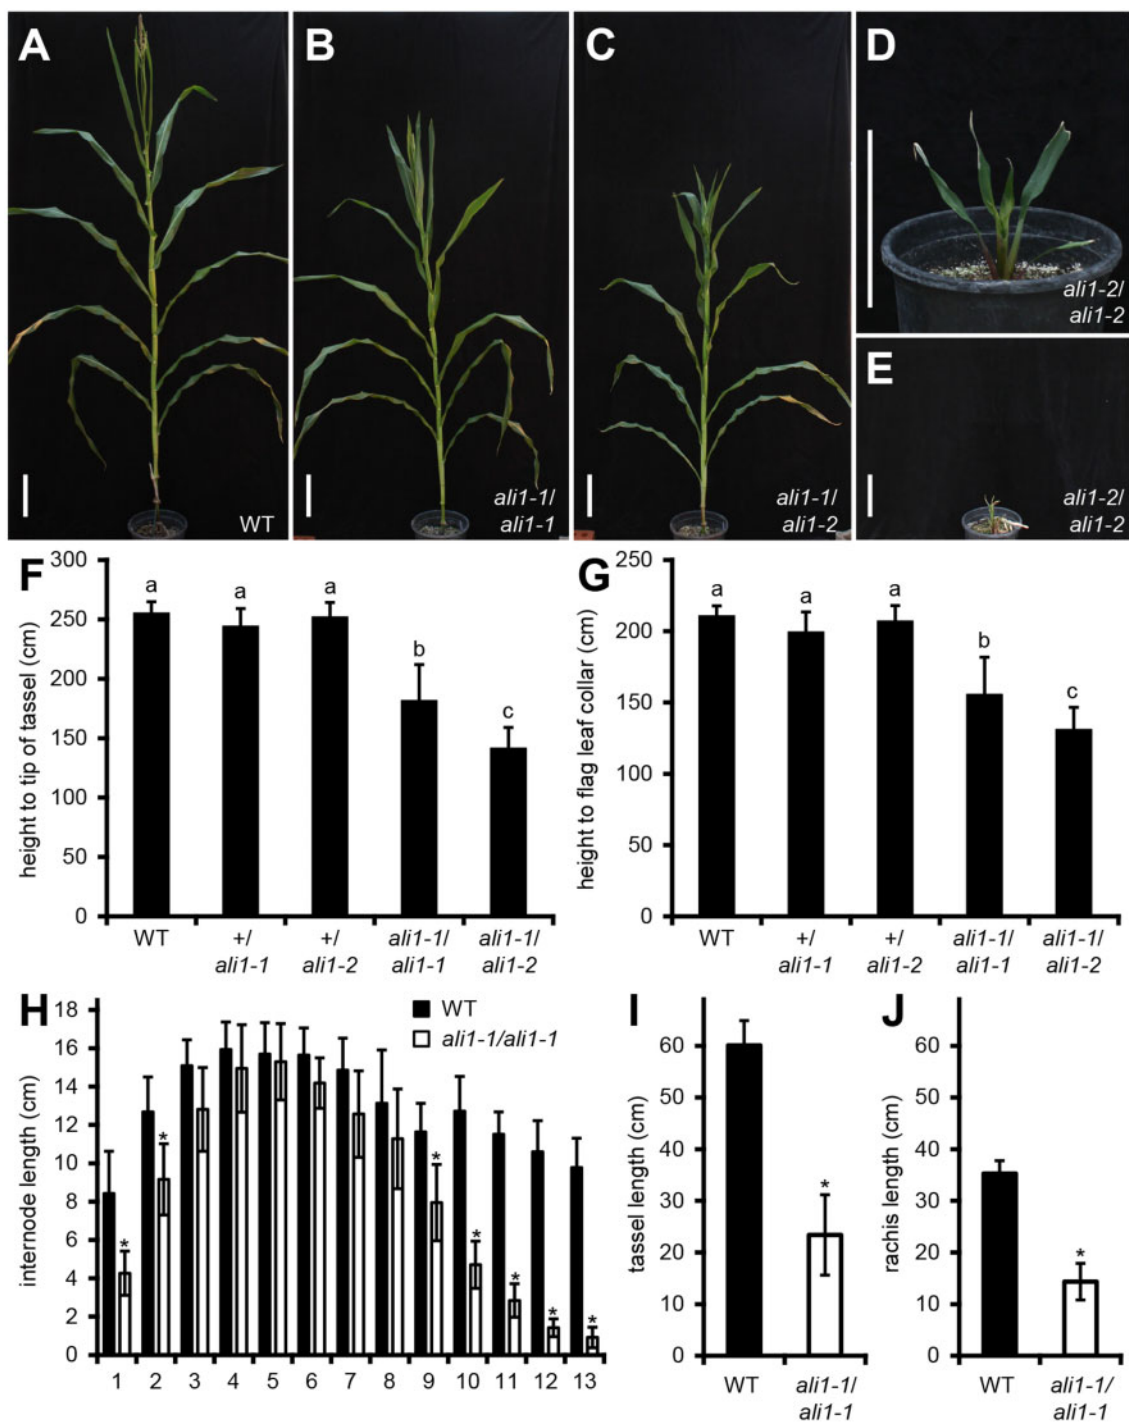 A
B
C
D
WT
ali1-1/
ali1-1
ali1-1/
ali1-2
ali1-2/
ali1-2
E
ali1-2/
ali1-2
F
height to tip of tassel (cm)
300
250
200
150
100
50
0
a
a
a
b
c
WT
+/
ali1-1
+/
ali1-2
ali1-1/
ali1-1
ali1-1/
ali1-2
G
height to flag leaf collar (cm)
250
200
150
100
50
0
a
a
a
b
c
WT
+/
ali1-1
+/
ali1-2
ali1-1/
ali1-1
ali1-1/
ali1-2
H
WT
ali1-1/ali1-1
internode length (cm)
18
16
14
12
10
8
6
4
2
0
*
*
*
*
*
*
*
1 2 3 4 5 6 7 8 9 10 11 12 13
I
tassel length (cm)
60
50
40
30
20
10
0
*
WT
ali1-1/
ali1-1
J
rachis length (cm)
60
50
40
30
20
10
0
*
WT
ali1-1/
ali1-1